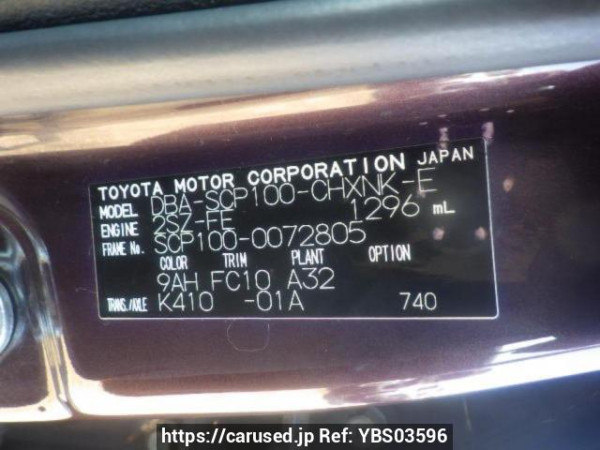 TOYOTA MOTOR CORPORATION JAPAN
MODEL DBA-SCP100-CHXNK-E
ENGINE 2SZ-FE 1296 mL
FRAME No. SCP100-0072805
COLOR TRIM PLANT OPTION
9AH FC10 A32
TRANS./AXLE K410 -01A 740
https://carused.jp Ref: YBS03596